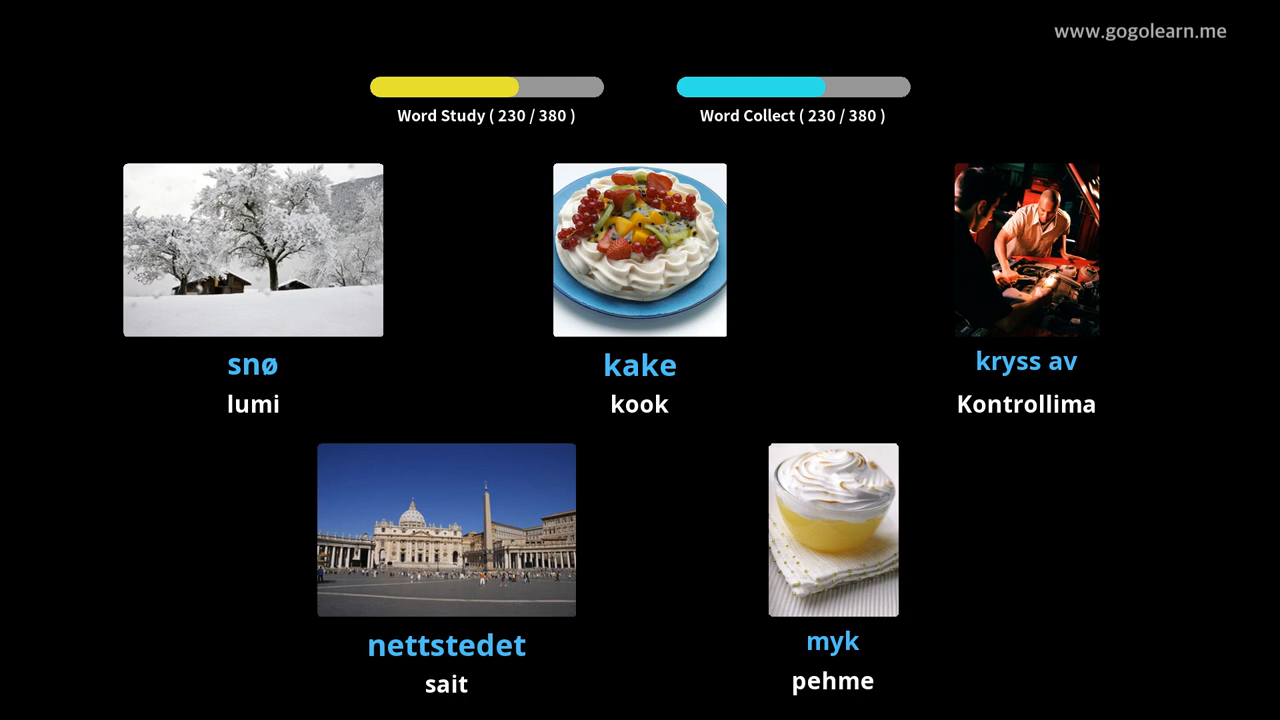 www.gogolearn.me
Word Study ( 230 / 380 )
Word Collect ( 230 / 380 )
snø
lumi
kake
kook
kryss av
Kontrollima
nettstedet
sait
myk
pehme